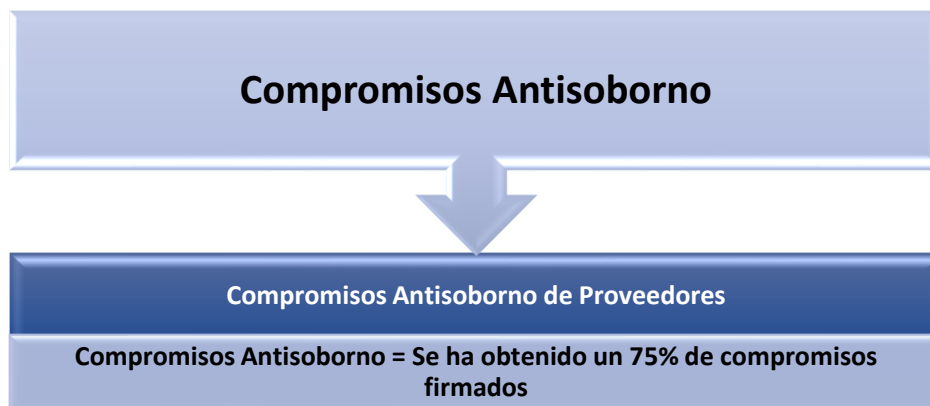 Compromisos Antisoborno
Compromisos Antisoborno de Proveedores
Compromisos Antisoborno = Se ha obtenido un 75% de compromisos
firmados